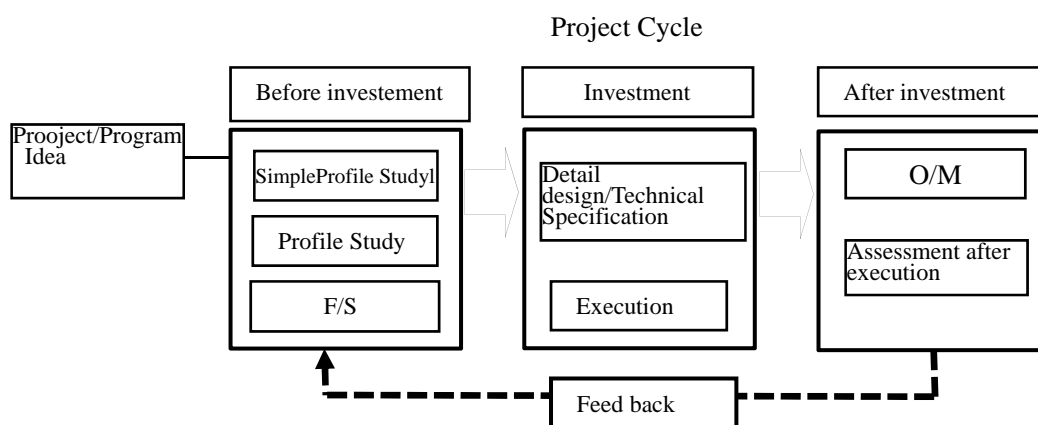 Project Cycle
Before investement
Investment
After investment
Prooject/Program
Idea
SimpleProfile Studyl
Profile Study
F/S
Detail
design/Technical
Specification
Execution
O/M
Assessment after
execution
Feed back